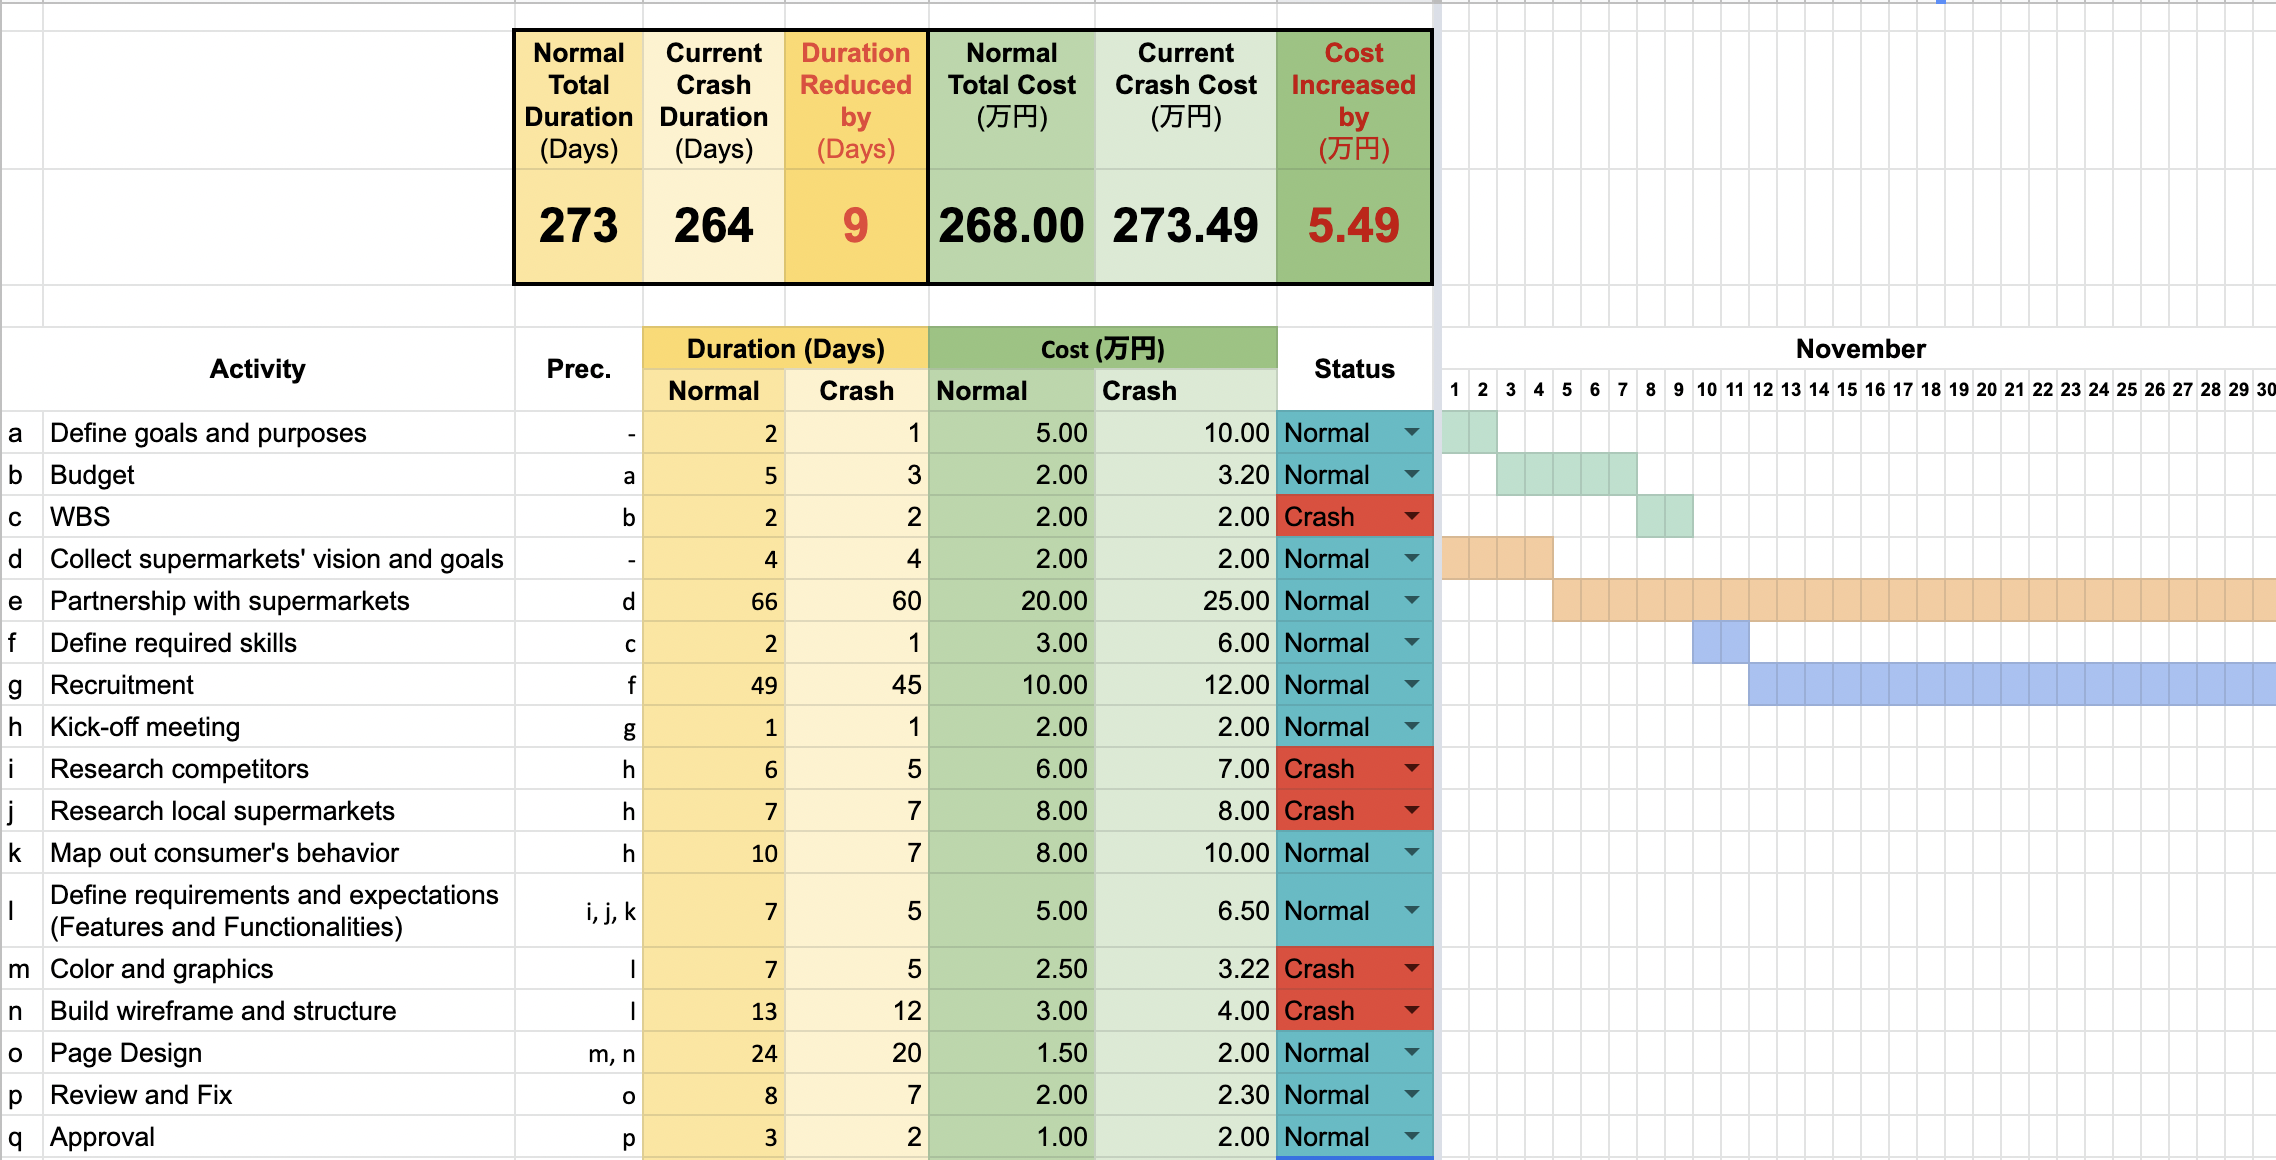 Normal Total Duration (Days) Current Crash Duration (Days) Duration Reduced by (Days) Normal Total Cost (万円) Current Crash Cost (万円) Cost Increased by (万円)
273 264 9 268.00 273.49 5.49
Activity Prec. Duration (Days) Cost (万円) Status November
Normal Crash Normal Crash 1 2 3 4 5 6 7 8 9 10 11 12 13 14 15 16 17 18 19 20 21 22 23 24 25 26 27 28 29 30
a Define goals and purposes - 2 1 5.00 10.00 Normal
b Budget a 5 3 2.00 3.20 Normal
c WBS b 2 2 2.00 2.00 Crash
d Collect supermarkets' vision and goals - 4 4 2.00 2.00 Normal
e Partnership with supermarkets d 66 60 20.00 25.00 Normal
f Define required skills c 2 1 3.00 6.00 Normal
g Recruitment f 49 45 10.00 12.00 Normal
h Kick-off meeting g 1 1 2.00 2.00 Normal
i Research competitors h 6 5 6.00 7.00 Crash
j Research local supermarkets h 7 7 8.00 8.00 Crash
k Map out consumer's behavior h 10 7 8.00 10.00 Normal
l Define requirements and expectations (Features and Functionalities) i, j, k 7 5 5.00 6.50 Normal
m Color and graphics l 7 5 2.50 3.22 Crash
n Build wireframe and structure l 13 12 3.00 4.00 Crash
o Page Design m, n 24 20 1.50 2.00 Normal
p Review and Fix o 8 7 2.00 2.30 Normal
q Approval p 3 2 1.00 2.00 Normal